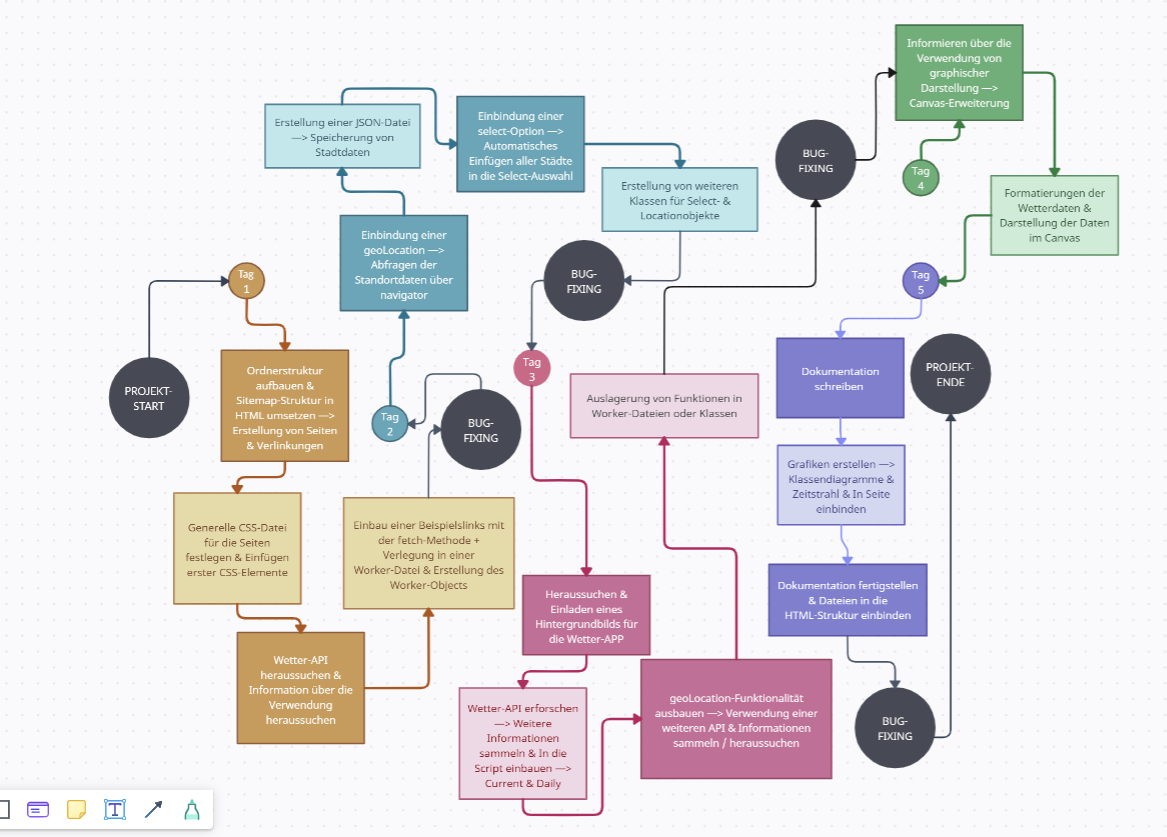 PROJEKT-
START
Tag
1
Ordnerstruktur
aufbauen &
Sitemap-Struktur in
HTML umsetzen —>
Erstellung von Seiten
& Verlinkungen
Generelle CSS-Datei
für die Seiten
festlegen & Einfügen
erster CSS-Elemente
Wetter-API
heraussuchen &
Information über die
Verwendung
heraussuchen
Einbau einer Beispielslinks mit
der fetch-Methode +
Verlegung in einer
Worker-Datei & Erstellung des
Worker-Objects
BUG-
FIXING
Tag
2
Einbindung einer
geoLocation —>
Abfragen der
Standortdaten über
navigator
Erstellung einer JSON-Datei
—> Speicherung von
Stadtdaten
Einbindung einer
select-Option —>
Automatisches
Einfügen aller Städte
in die Select-Auswahl
Erstellung von weiteren
Klassen für Select- &
Locationobjekte
BUG-
FIXING
Tag
3
Heraussuchen &
Einladen eines
Hintergrundbilds für
die Wetter-APP
Wetter-API erforschen
—> Weitere
Informationen
sammeln & In die
Script einbauen —>
Current & Daily
geoLocation-Funktionalität
ausbauen —> Verwendung einer
weiteren API & Informationen
sammeln / heraussuchen
Auslagerung von Funktionen in
Worker-Dateien oder Klassen
BUG-
FIXING
Tag
4
Informieren über die
Verwendung von
graphischer
Darstellung —>
Canvas-Erweiterung
Formatierungen der
Wetterdaten &
Darstellung der Daten
im Canvas
Tag
5
Dokumentation
schreiben
Grafiken erstellen —>
Klassendiagramme &
Zeitstrahl & In Seite
einbinden
Dokumentation fertigstellen
& Dateien in die
HTML-Struktur einbinden
BUG-
FIXING
PROJEKT-
ENDE
T